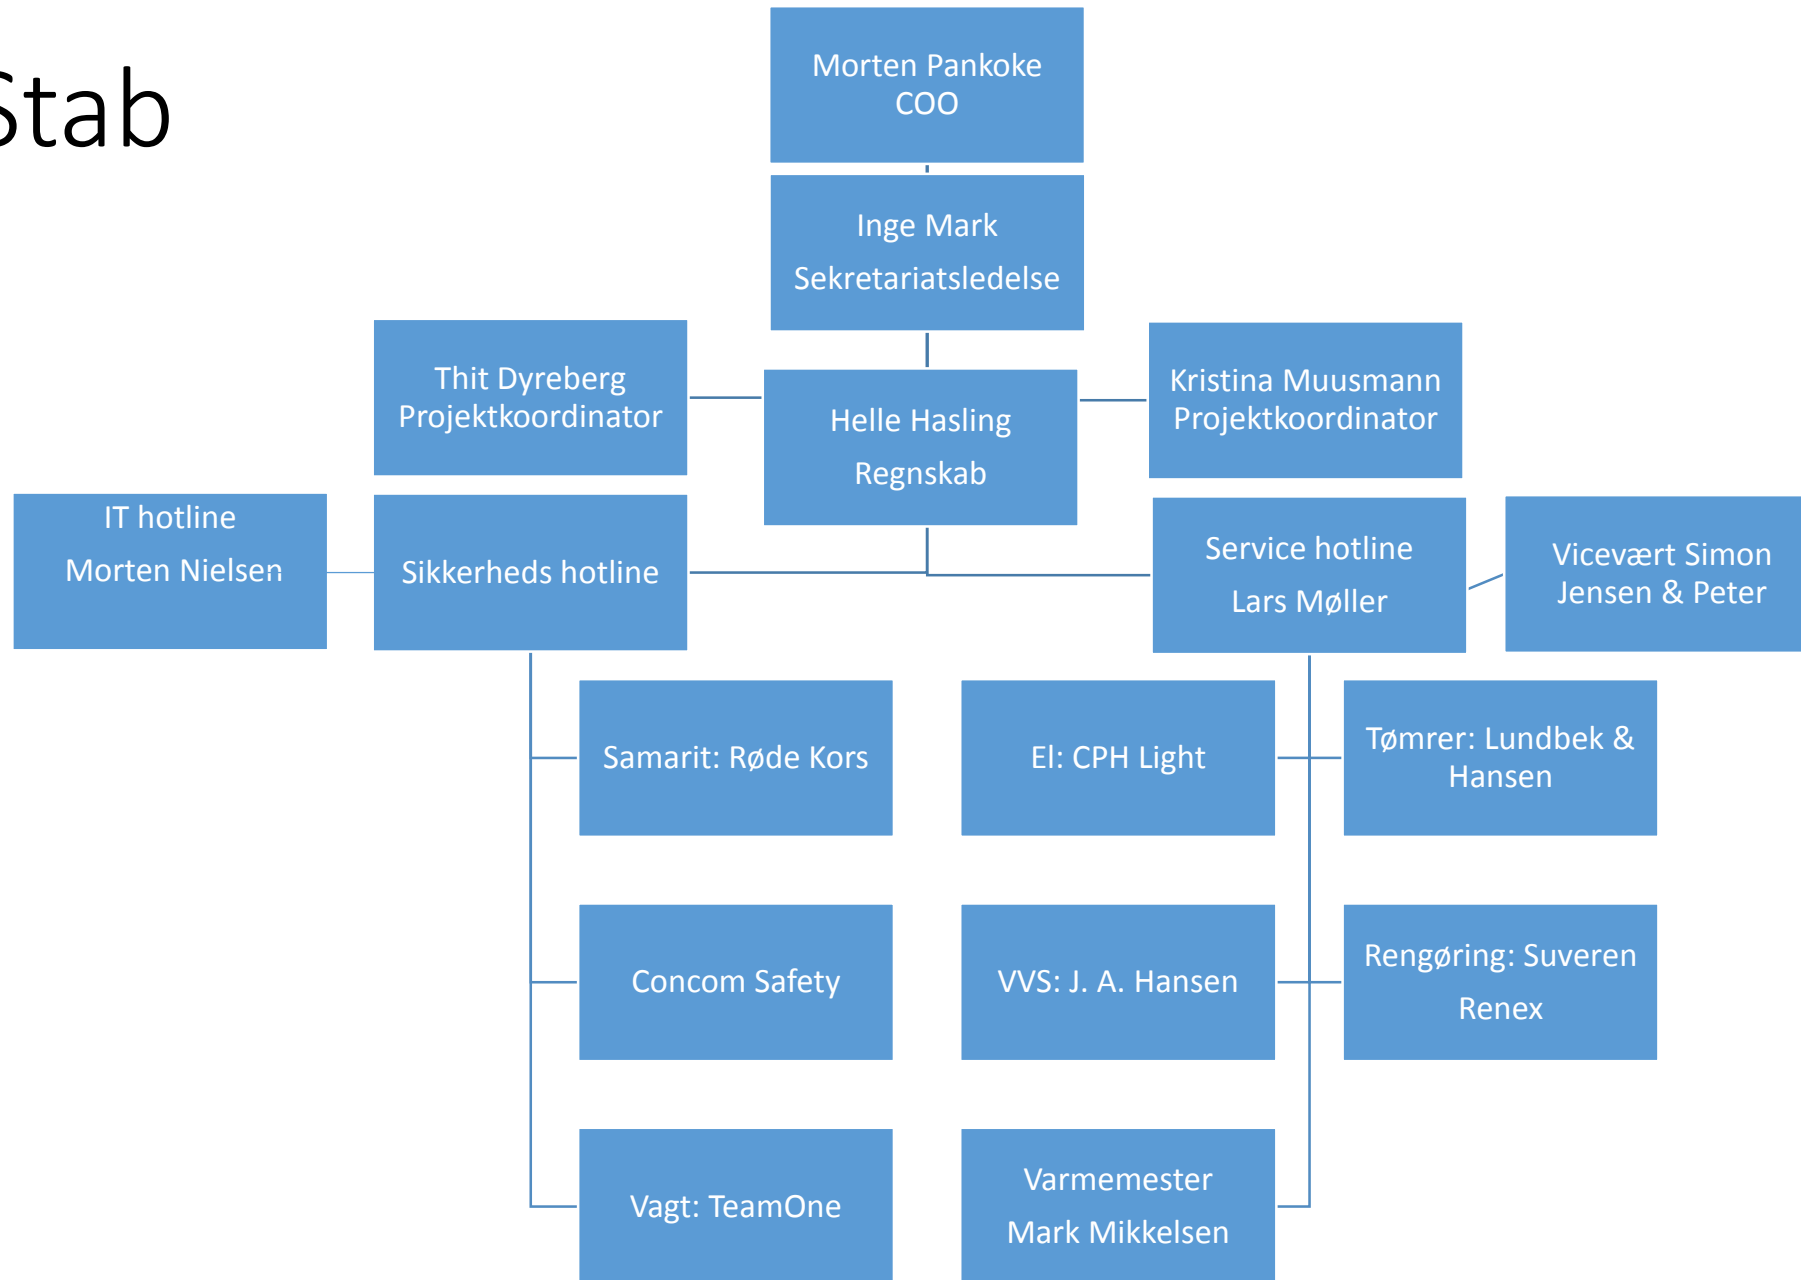 Stab
Morten Pankoke
COO
Inge Mark
Sekretariatsledelse
Thit Dyreberg
Projektkoordinator
Helle Hasling
Regnskab
Kristina Muusmann
Projektkoordinator
IT hotline
Morten Nielsen
Sikkerheds hotline
Service hotline
Lars Møller
Vicevært Simon
Jensen & Peter
Samarit: Røde Kors
El: CPH Light
Tømrer: Lundbek &
Hansen
Concom Safety
VVS: J. A. Hansen
Rengøring: Suveren
Renex
Vagt: TeamOne
Varmemester
Mark Mikkelsen